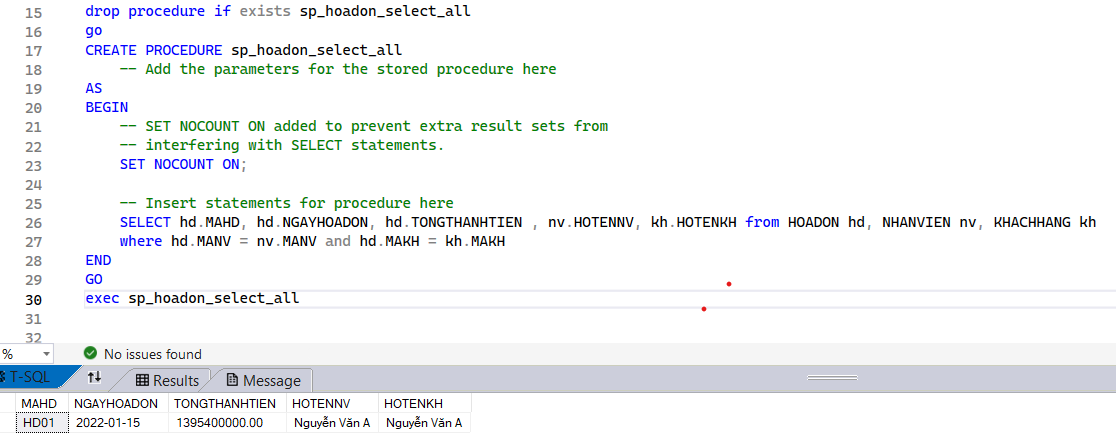 15 drop procedure if exists sp_hoadon_select_all
16 go
17 CREATE PROCEDURE sp_hoadon_select_all
18 -- Add the parameters for the stored procedure here
19 AS
20 BEGIN
21 -- SET NOCOUNT ON added to prevent extra result sets from
22 -- interfering with SELECT statements.
23 SET NOCOUNT ON;
24
25 -- Insert statements for procedure here
26 SELECT hd.MAHD, hd.NGAYHOADON, hd.TONGTHANHTIEN , nv.HOTENNV, kh.HOTENKH from HOADON hd, NHANVIEN nv, KHACHHANG kh
27 where hd.MANV = nv.MANV and hd.MAKH = kh.MAKH
28 END
29 GO
30 exec sp_hoadon_select_all
31
32
% No issues found
T-SQL Results Message
MAHD NGAYHOADON TONGTHANHTIEN HOTENNV HOTENKH
HD01 2022-01-15 1395400000.00 Nguyễn Văn A Nguyễn Văn A